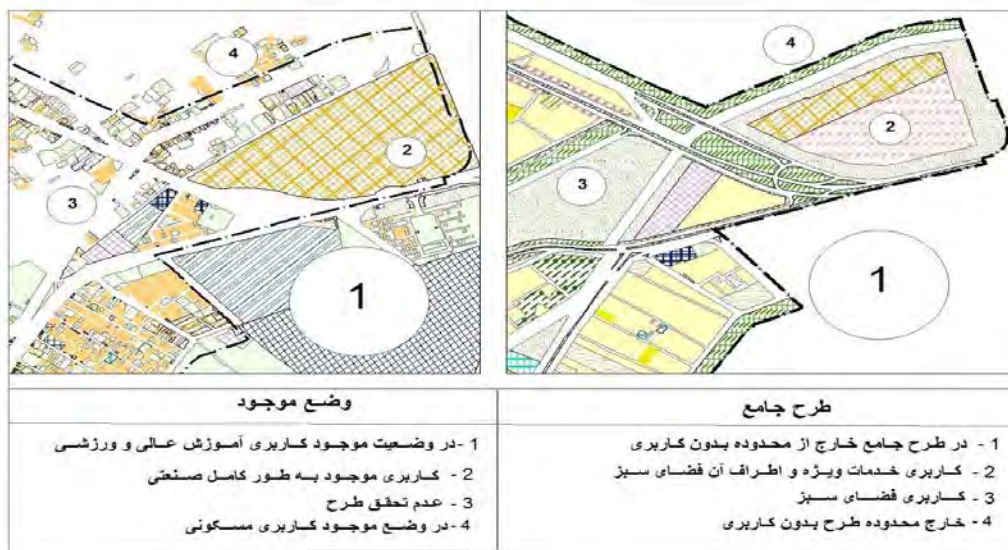 4
2
3
1
4
2
3
1
وضع موجود
1 -در وضعیت موجود کاربری آموزش عالی و ورزشی
2 - کاربری موجود به طور کامل صنعتی
3 - عدم تحقق طرح
4 -در وضع موجود کاربری مسکونی
طرح جامع
1 - در طرح جامع خارج از محدوده بدون کاربری
2 - کاربری خدمات ویژه و اطراف آن فضای سبز
3 - کاربری فضای سبز
4 - خارج محدوده طرح بدون کاربری